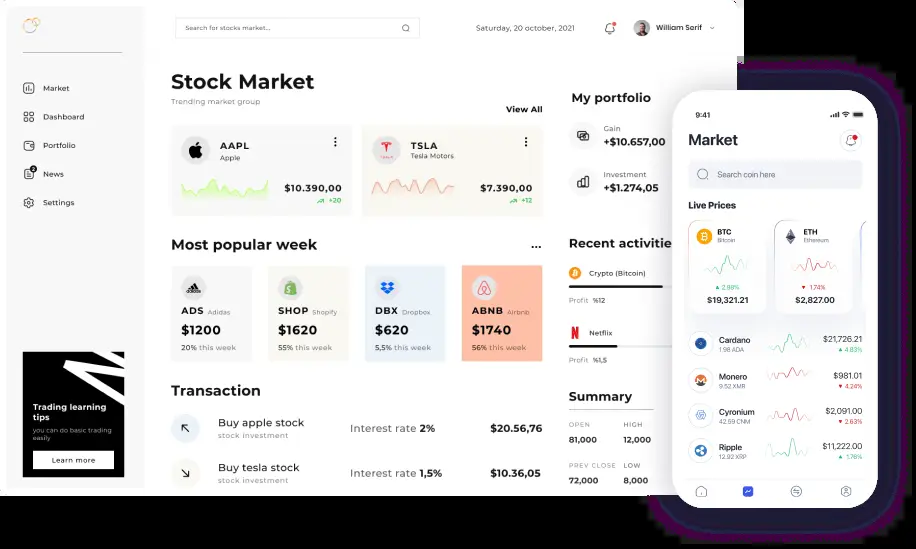 Search for stocks market...
Saturday, 20 october, 2021
William Sorif
Market
Dashboard
Portfolio
2
News
Settings
Trading learning
tips
you can do basic trading
easily
Learn more
Stock Market
Trending market group
View All
AAPL
Apple
$10.390,00
+20
TSLA
Tesla Motors
TESLA
$7.390,00
+12
Most popular week
...
ADS Adidas
$1200
20% this week
SHOP Shopify
$1620
55% this week
DBX Dropbox
$620
5,5% this week
ABNB Airbnb
$1740
56% this week
Transaction
Buy apple stock
stock investment
Interest rate 2%
$20.56,76
Buy tesla stock
stock investment
Interest rate 1,5%
$10.36,05
My portfolio
Gain
+$10.657,00
Investment
+$1.274,05
Recent activitie
Crypto (Bitcoin)
Profit %12
Netflix
Profit %1,5
Summary
OPEN HIGH
81,000 12,000
PREV CLOSE LOW
72,000 8,000
9:41
Market
Search coin here
Live Prices
BTC
Bitcoin
2.98%
$19,321.21
ETH
Ethereum
1.74%
$2,827.00
Cardano $21,726.21
1.98 ADA 4.83%
Monero $981.01
9.52 XMR 4.24%
Cyronium $2,091.00
42.59 CNM 2.63%
Ripple $11,222.00
12.92 XRP 1.78%